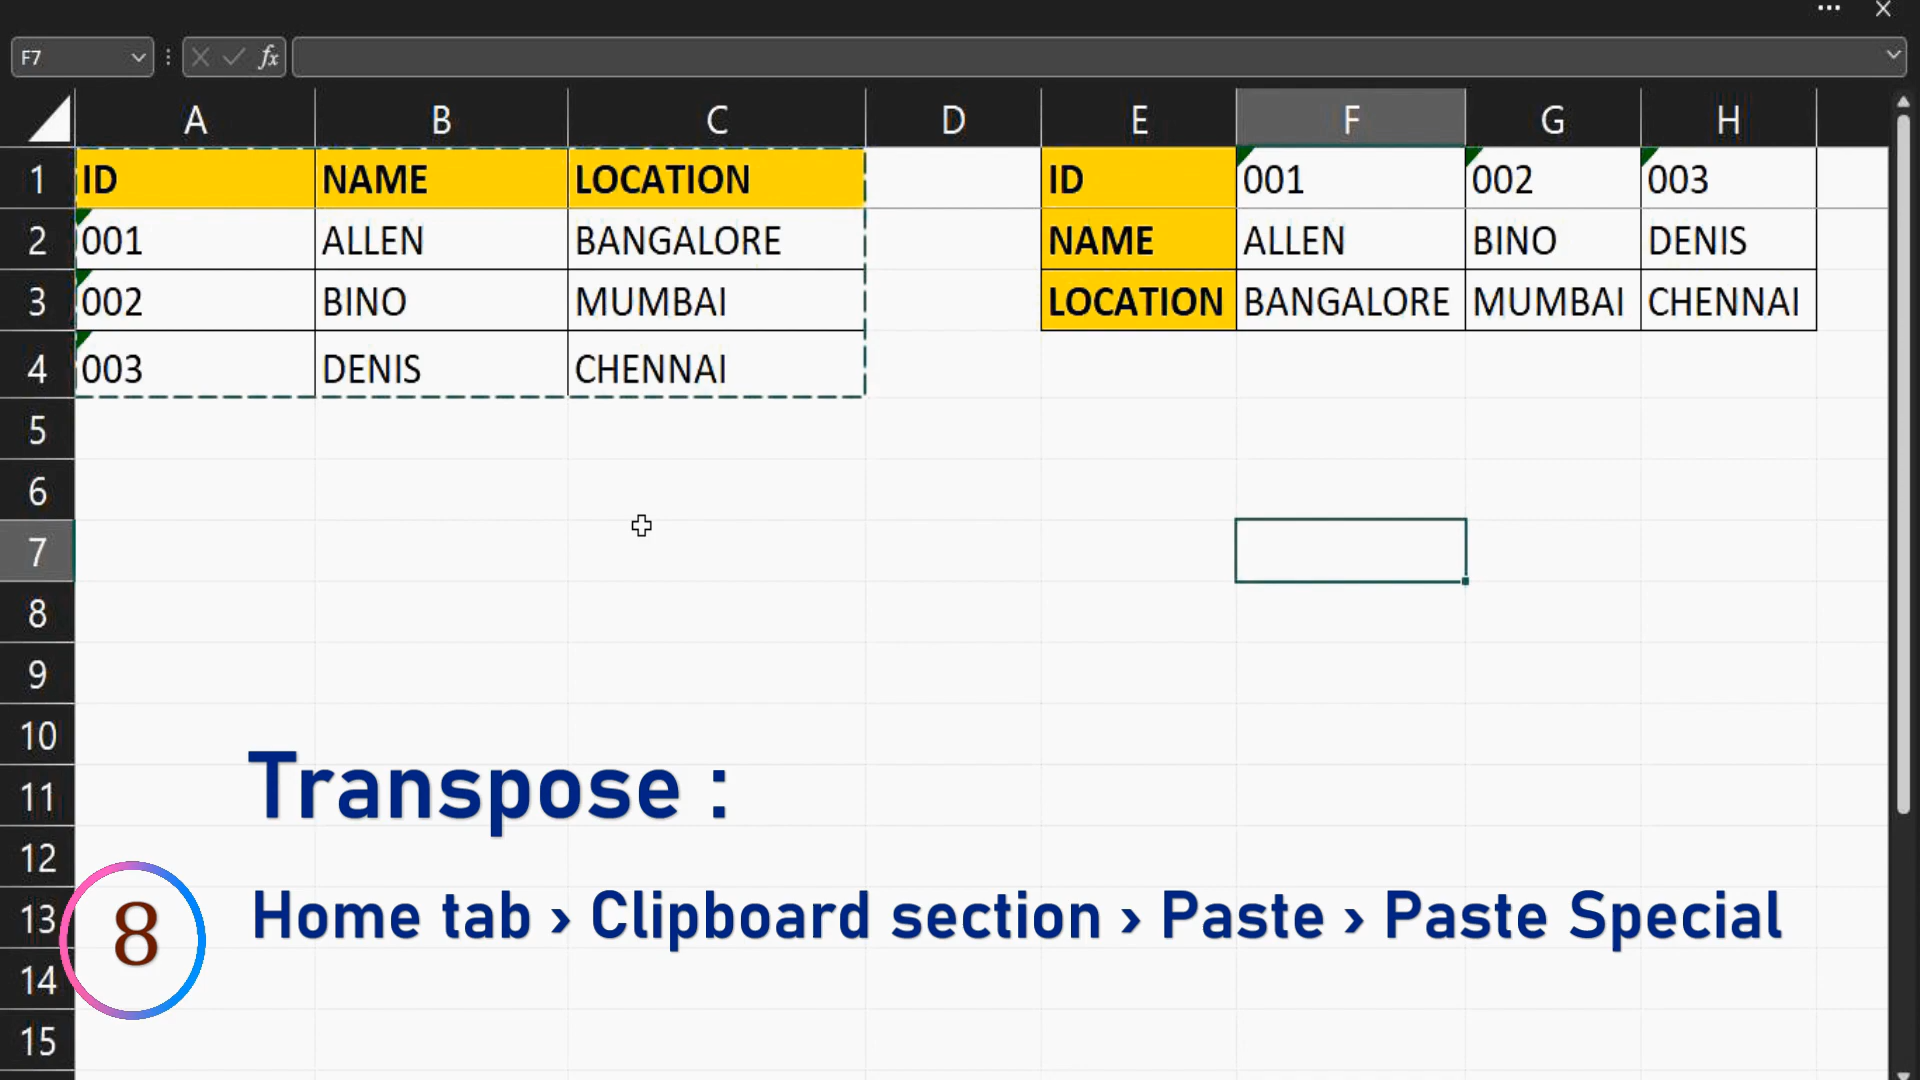 F7 fx
A B C D E F G H
1 ID NAME LOCATION ID 001 002 003
2 001 ALLEN BANGALORE NAME ALLEN BINO DENIS
3 002 BINO MUMBAI LOCATION BANGALORE MUMBAI CHENNAI
4 003 DENIS CHENNAI
5
6
7
8
9
10
11
Transpose :
12
13
8 Home tab › Clipboard section › Paste › Paste Special
14
15